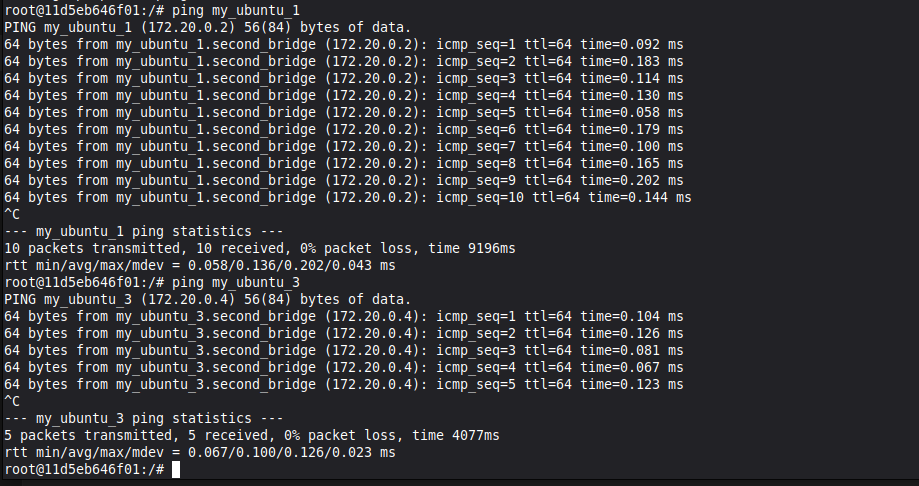 root@11d5eb646f01:/# ping my_ubuntu_1
PING my_ubuntu_1 (172.20.0.2) 56(84) bytes of data.
64 bytes from my_ubuntu_1.second_bridge (172.20.0.2): icmp_seq=1 ttl=64 time=0.092 ms
64 bytes from my_ubuntu_1.second_bridge (172.20.0.2): icmp_seq=2 ttl=64 time=0.183 ms
64 bytes from my_ubuntu_1.second_bridge (172.20.0.2): icmp_seq=3 ttl=64 time=0.114 ms
64 bytes from my_ubuntu_1.second_bridge (172.20.0.2): icmp_seq=4 ttl=64 time=0.130 ms
64 bytes from my_ubuntu_1.second_bridge (172.20.0.2): icmp_seq=5 ttl=64 time=0.058 ms
64 bytes from my_ubuntu_1.second_bridge (172.20.0.2): icmp_seq=6 ttl=64 time=0.179 ms
64 bytes from my_ubuntu_1.second_bridge (172.20.0.2): icmp_seq=7 ttl=64 time=0.100 ms
64 bytes from my_ubuntu_1.second_bridge (172.20.0.2): icmp_seq=8 ttl=64 time=0.165 ms
64 bytes from my_ubuntu_1.second_bridge (172.20.0.2): icmp_seq=9 ttl=64 time=0.202 ms
64 bytes from my_ubuntu_1.second_bridge (172.20.0.2): icmp_seq=10 ttl=64 time=0.144 ms
^C
--- my_ubuntu_1 ping statistics ---
10 packets transmitted, 10 received, 0% packet loss, time 9196ms
rtt min/avg/max/mdev = 0.058/0.136/0.202/0.043 ms
root@11d5eb646f01:/# ping my_ubuntu_3
PING my_ubuntu_3 (172.20.0.4) 56(84) bytes of data.
64 bytes from my_ubuntu_3.second_bridge (172.20.0.4): icmp_seq=1 ttl=64 time=0.104 ms
64 bytes from my_ubuntu_3.second_bridge (172.20.0.4): icmp_seq=2 ttl=64 time=0.126 ms
64 bytes from my_ubuntu_3.second_bridge (172.20.0.4): icmp_seq=3 ttl=64 time=0.081 ms
64 bytes from my_ubuntu_3.second_bridge (172.20.0.4): icmp_seq=4 ttl=64 time=0.067 ms
64 bytes from my_ubuntu_3.second_bridge (172.20.0.4): icmp_seq=5 ttl=64 time=0.123 ms
^C
--- my_ubuntu_3 ping statistics ---
5 packets transmitted, 5 received, 0% packet loss, time 4077ms
rtt min/avg/max/mdev = 0.067/0.100/0.126/0.023 ms
root@11d5eb646f01:/#